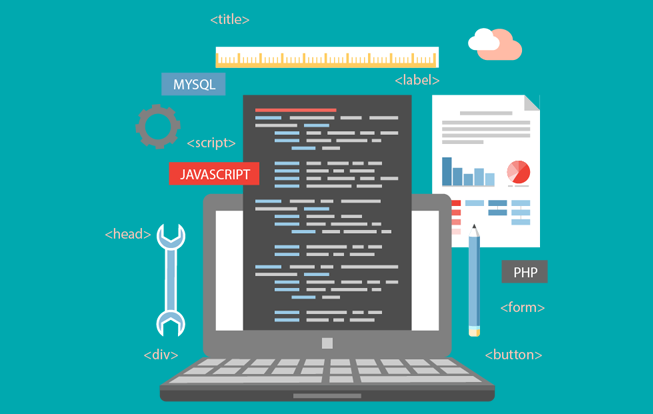 <title>
<label>
MYSQL
<script>
JAVASCRIPT
<head>
PHP
<form>
<div>
<button>